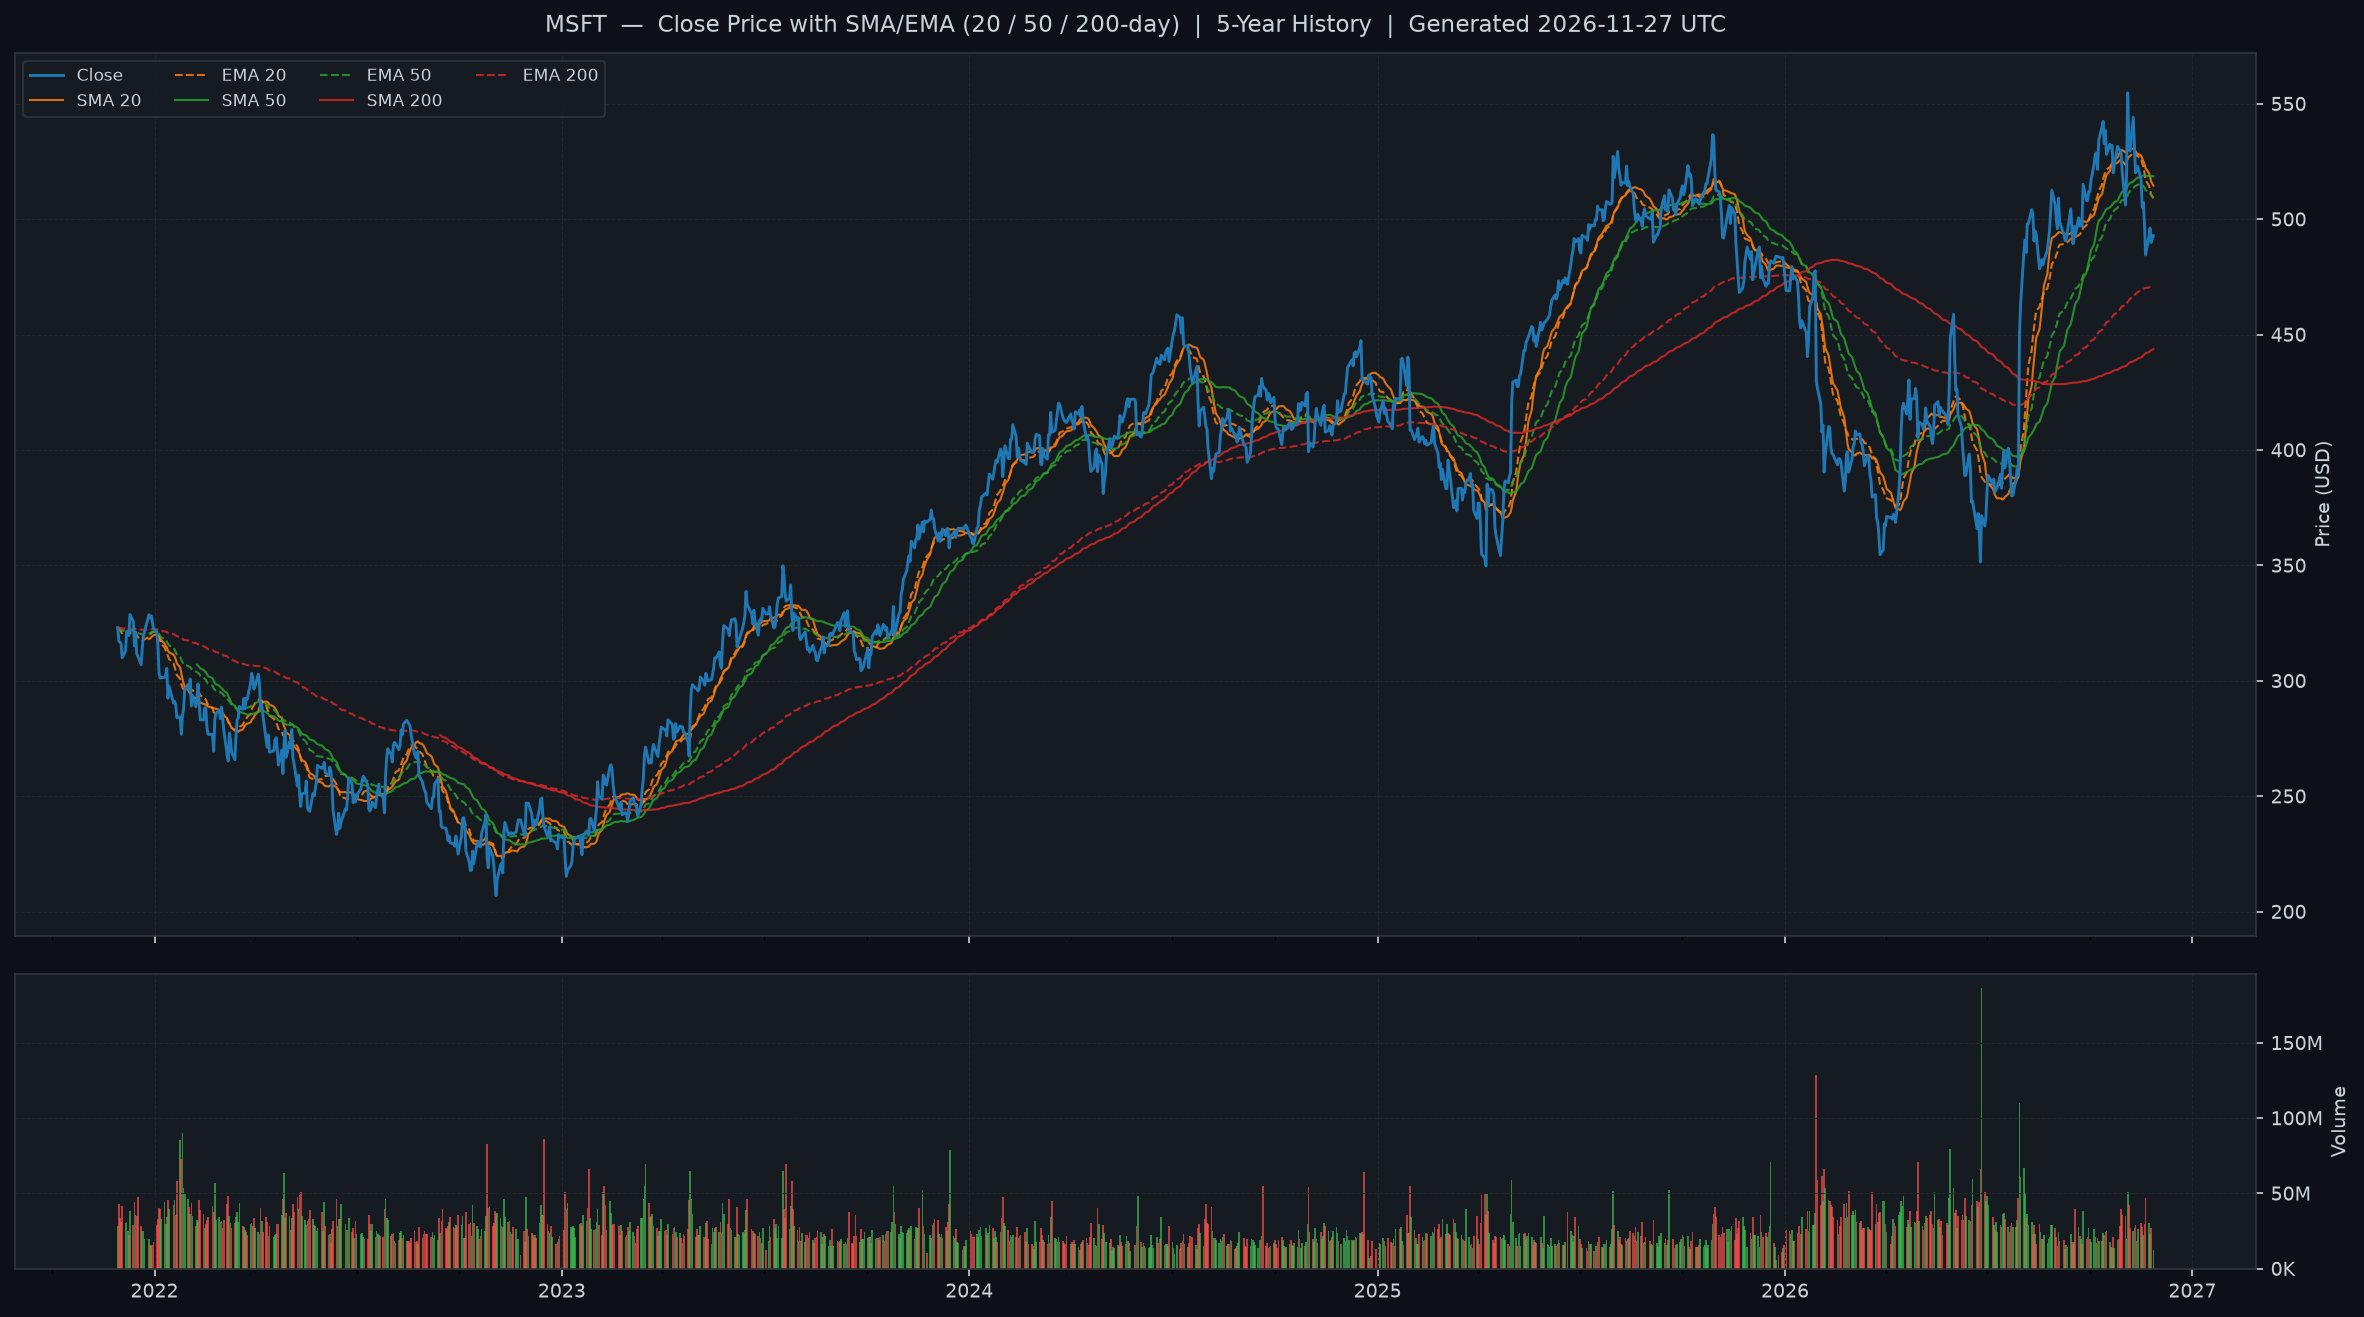 MSFT — Close Price with SMA/EMA (20 / 50 / 200-day) | 5-Year History | Generated 2026-11-27 UTC
Close EMA 20 EMA 50 EMA 200
SMA 20 SMA 50 SMA 200
550
500
450
400
350
300
250
200
Price (USD)
150M
100M
50M
0K
Volume
2022 2023 2024 2025 2026 2027